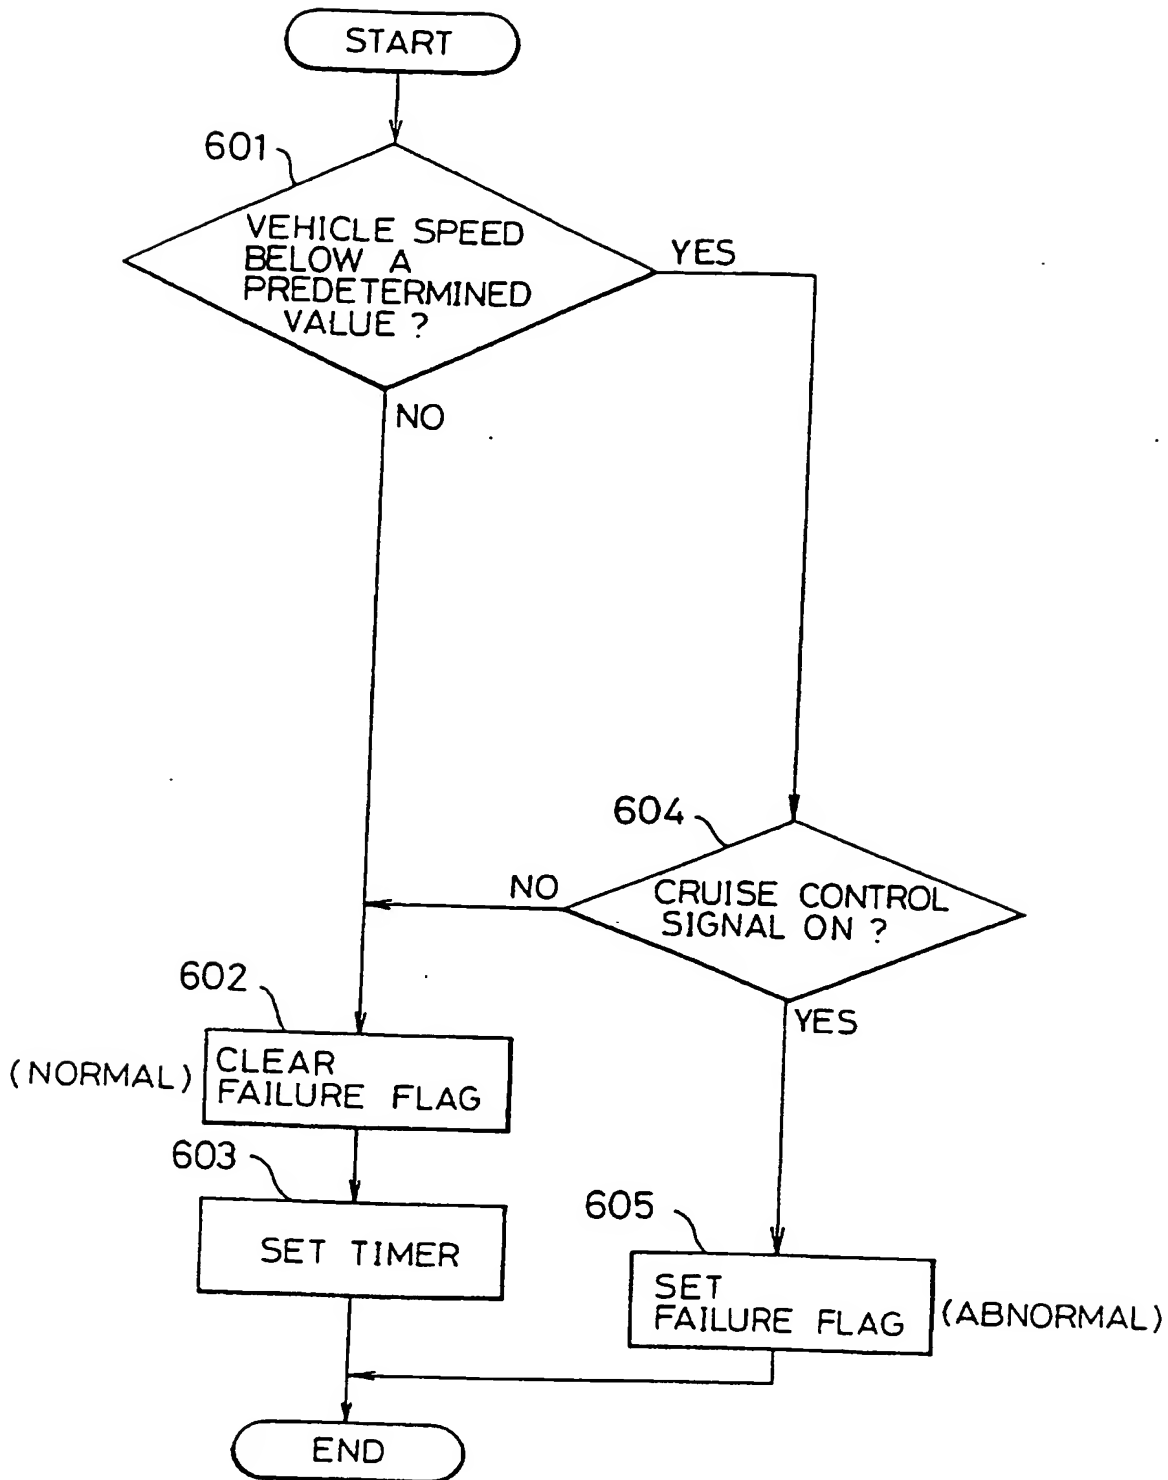 START
601
VEHICLE SPEED
BELOW A
PREDETERMINED
VALUE ?
YES
NO
604
CRUISE CONTROL
SIGNAL ON ?
NO
YES
602
(NORMAL)
CLEAR
FAILURE FLAG
603
SET TIMER
605
SET
FAILURE FLAG
(ABNORMAL)
END